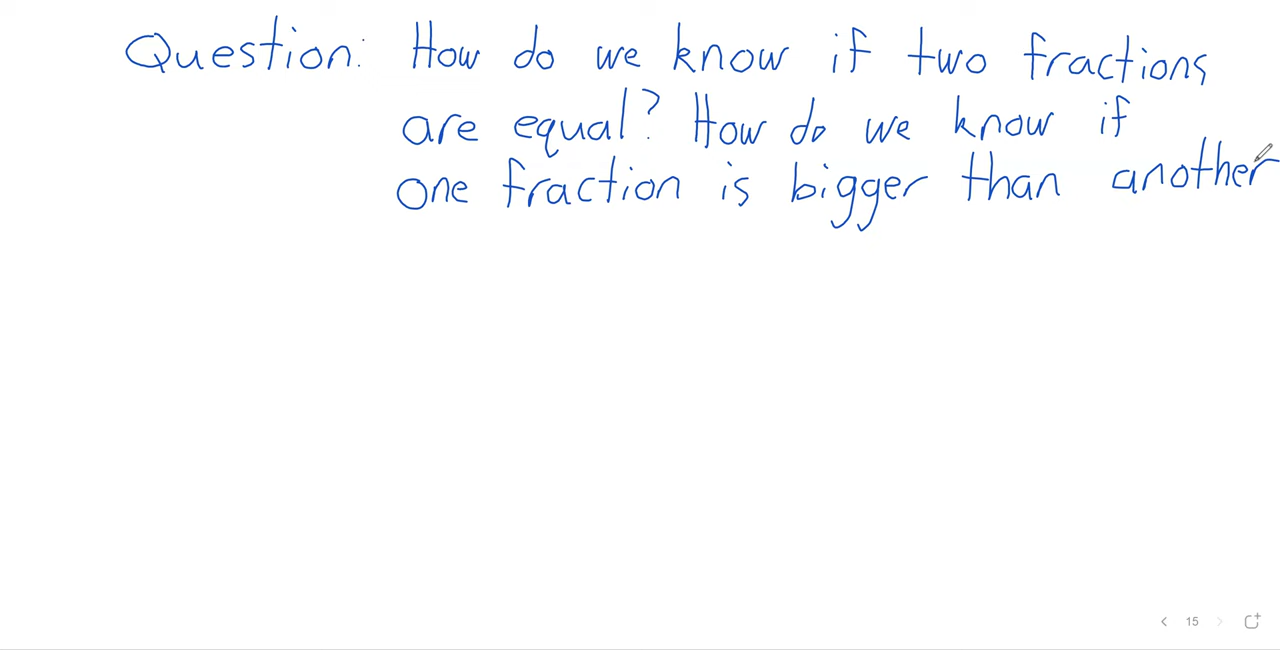 Question: How do we know if two fractions
are equal? How do we know if
one fraction is bigger than another
15